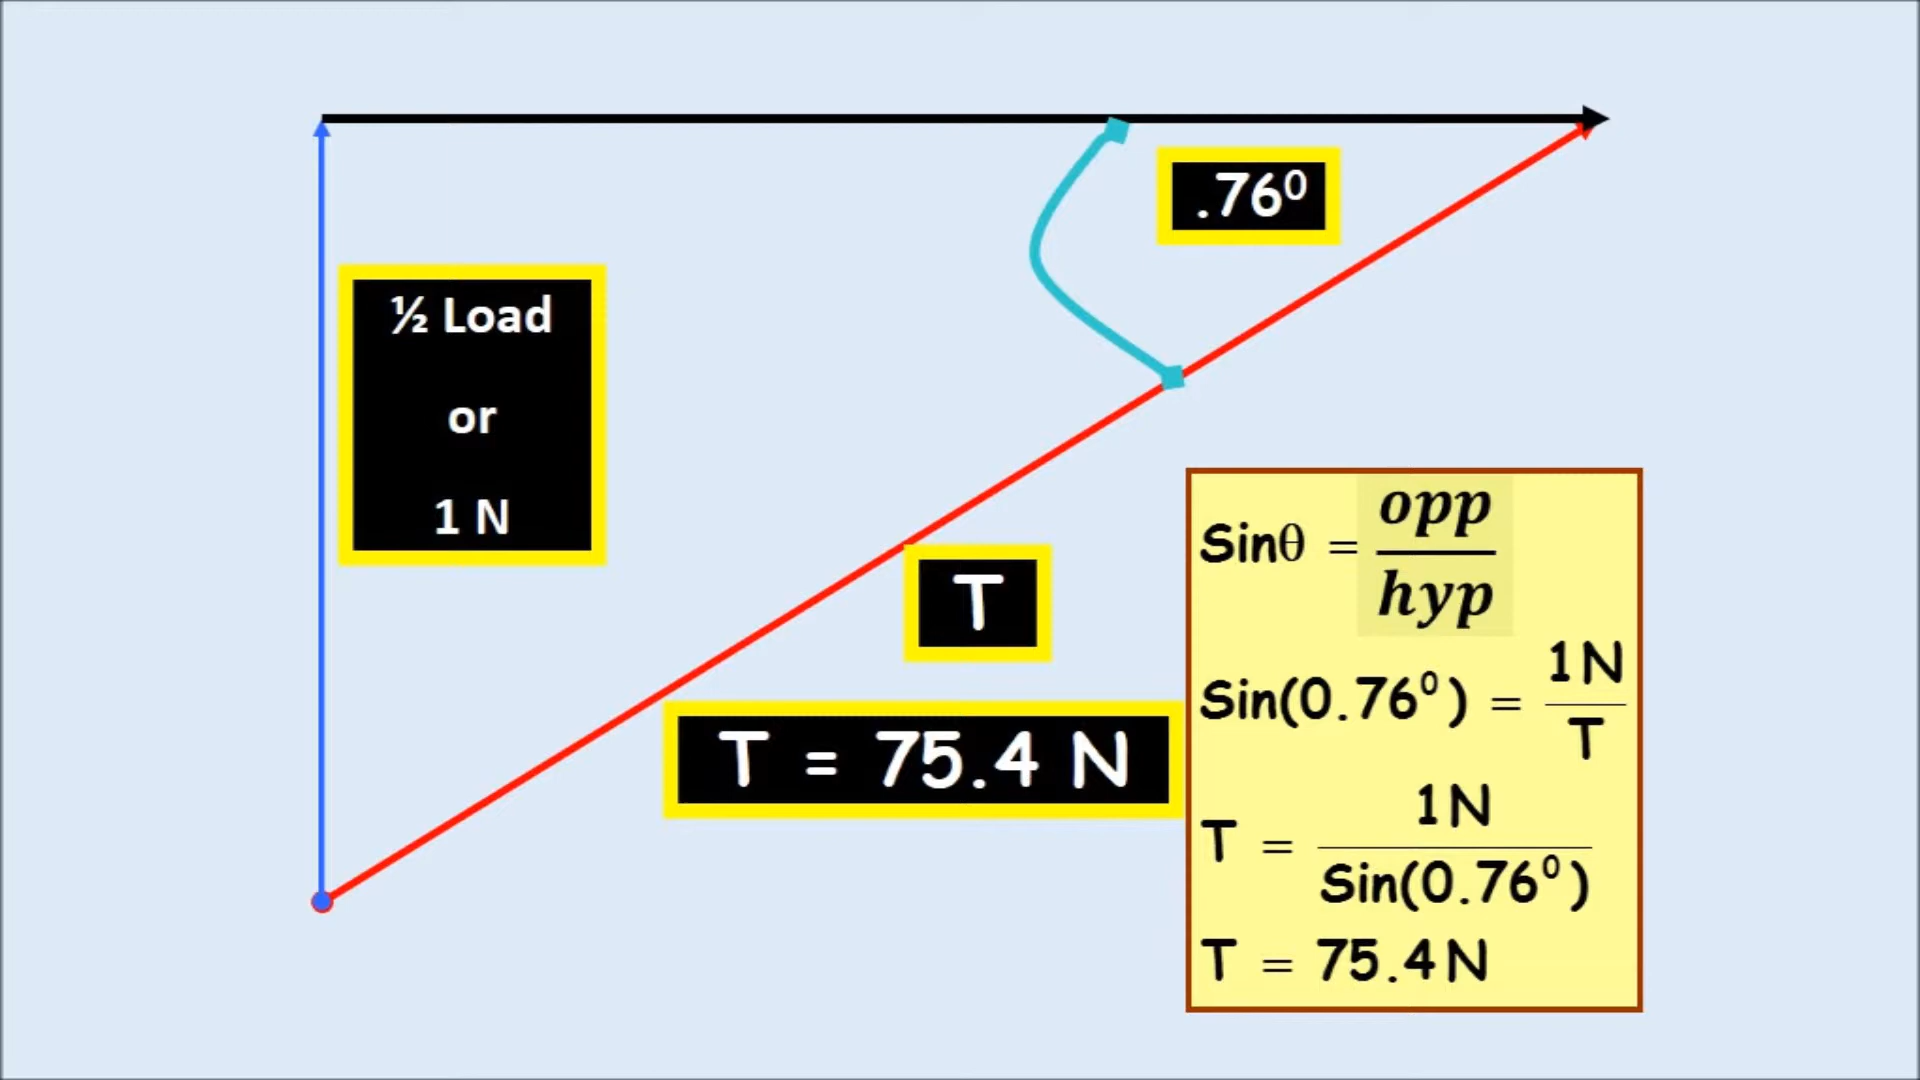 .76⁰
½ Load
or
1 N
T
T = 75.4 N
Sinθ = opp/hyp
Sin(0.76⁰) = 1N/T
T = 1N/Sin(0.76⁰)
T = 75.4N